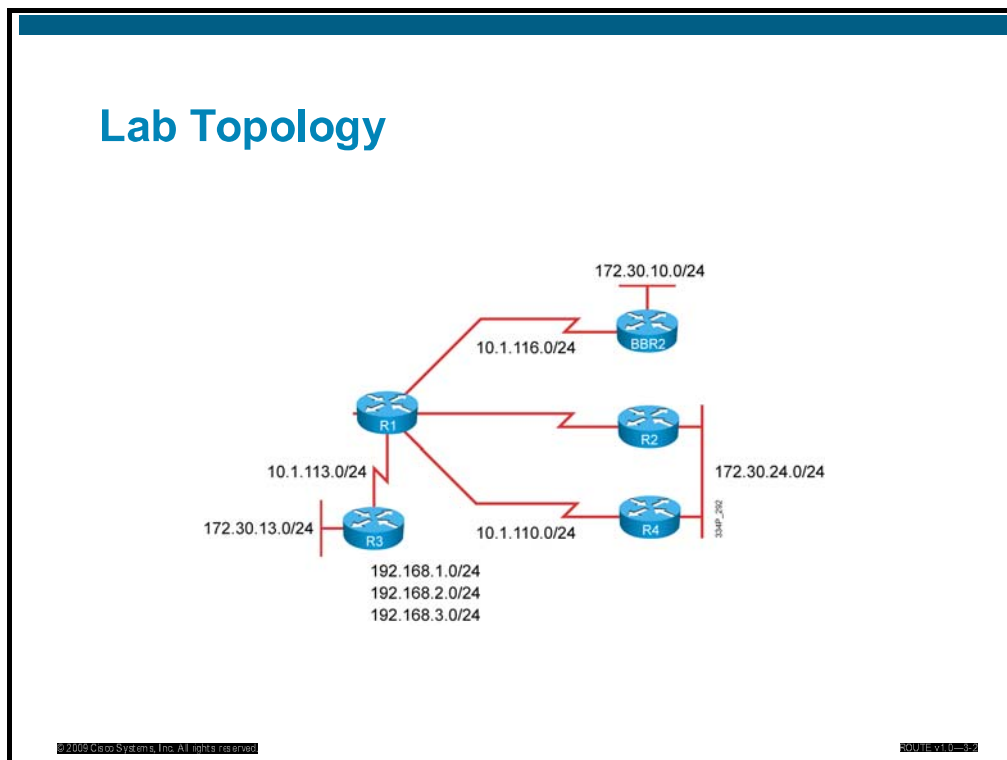 Lab Topology
172.30.10.0/24
BBR2
10.1.116.0/24
R1
R2
10.1.113.0/24
172.30.24.0/24
172.30.13.0/24
R3
10.1.110.0/24
R4
334P_292
192.168.1.0/24
192.168.2.0/24
192.168.3.0/24
© 2009 Cisco Systems, Inc. All rights reserved.
ROUTE v1.0—3-2